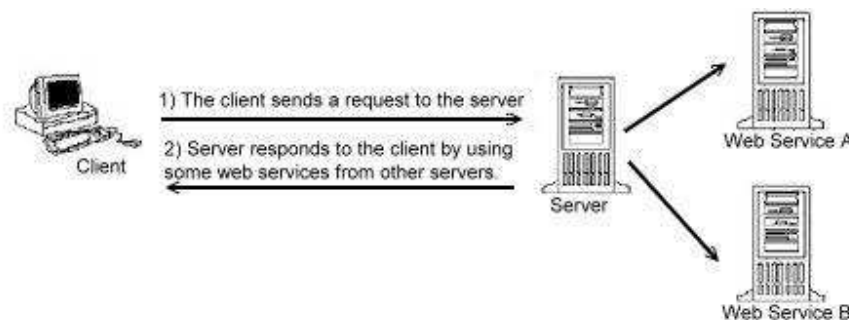 1) The client sends a request to the server
2) Server responds to the client by using
some web services from other servers.
Client
Server
Web Service A
Web Service B